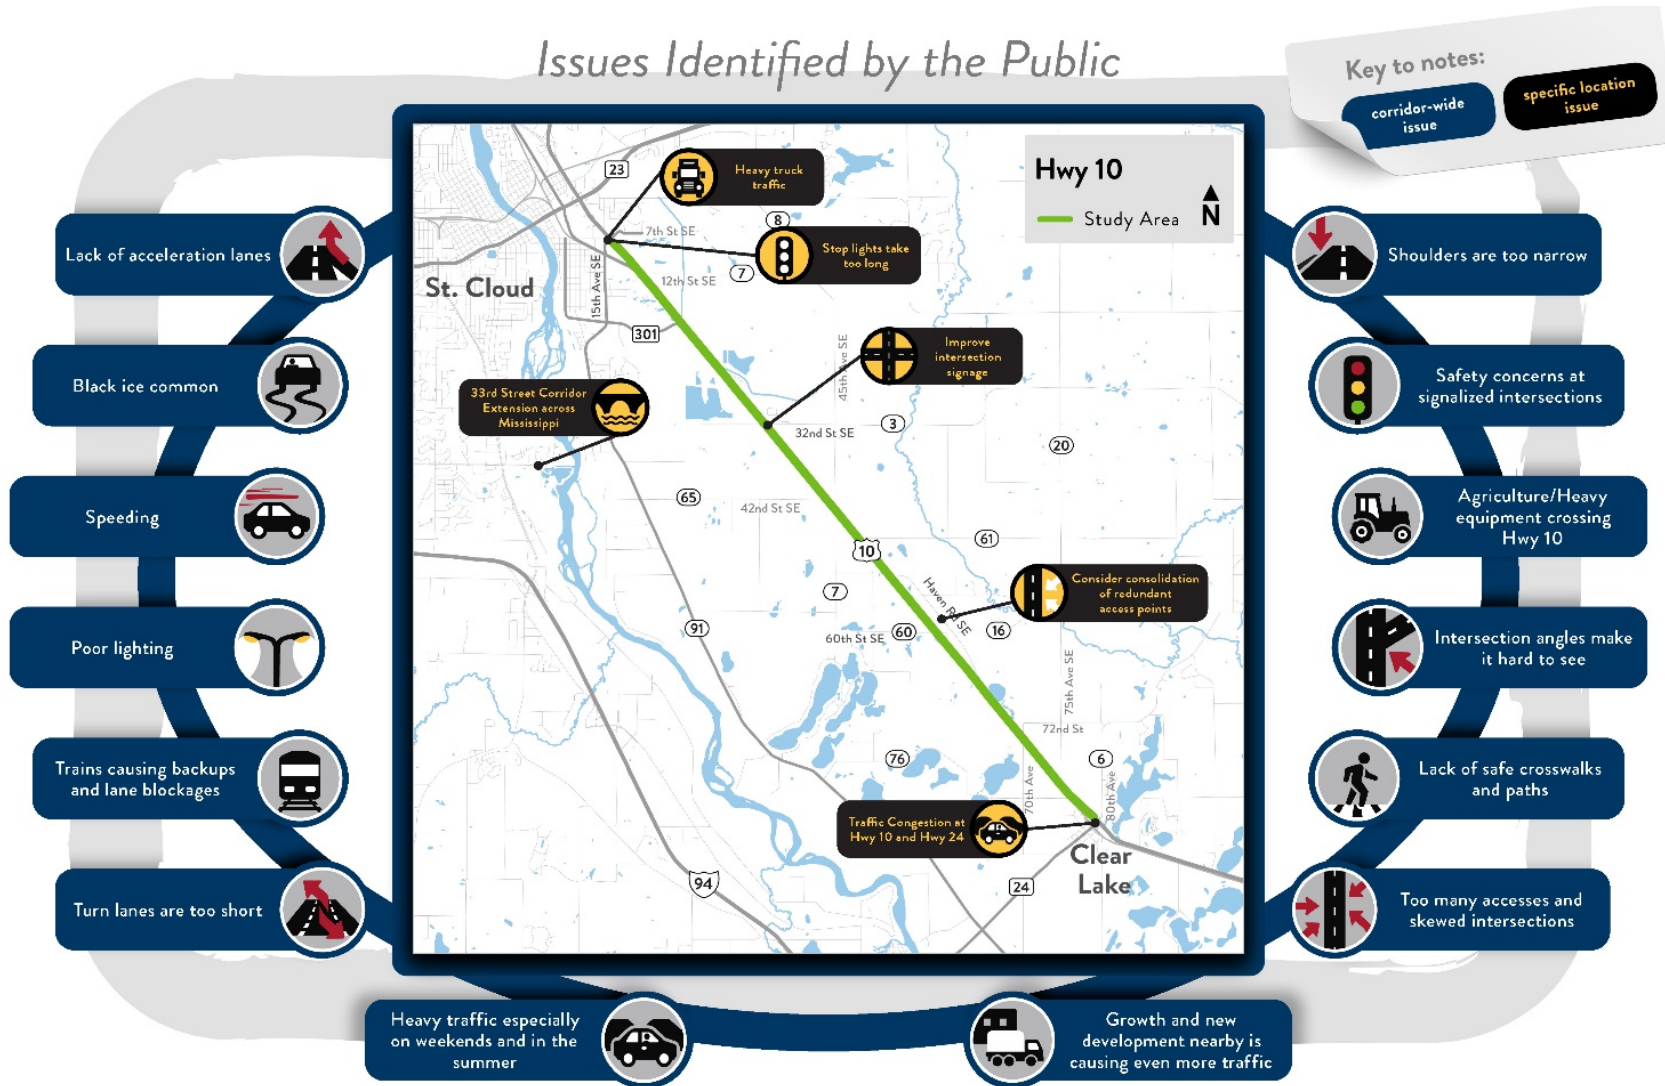 Issues Identified by the Public
Key to notes:
corridor-wide
issue
specific location
issue
Lack of acceleration lanes
Black ice common
Speeding
Poor lighting
Trains causing backups
and lane blockages
Turn lanes are too short
Heavy traffic especially
on weekends and in the
summer
Growth and new
development nearby is
causing even more traffic
Shoulders are too narrow
Safety concerns at
signalized intersections
Agriculture/Heavy
equipment crossing
Hwy 10
Intersection angles make
it hard to see
Lack of safe crosswalks
and paths
Too many accesses and
skewed intersections
Hwy 10
Study Area
N
23
Heavy truck
traffic
8
7th St SE
Stop lights take
too long
7
12th St SE
St. Cloud
15th Ave SE
301
Improve
intersection
signage
45th Ave SE
33rd Street Corridor
Extension across
Mississippi
32nd St SE
3
20
65
42nd St SE
61
10
Haven Rd SE
Consider consolidation
of redundant
access points
7
91
60th St SE
60
16
75th Ave SE
72nd St
76
6
70th Ave
80th Ave
Traffic Congestion at
Hwy 10 and Hwy 24
Clear
Lake
94
24